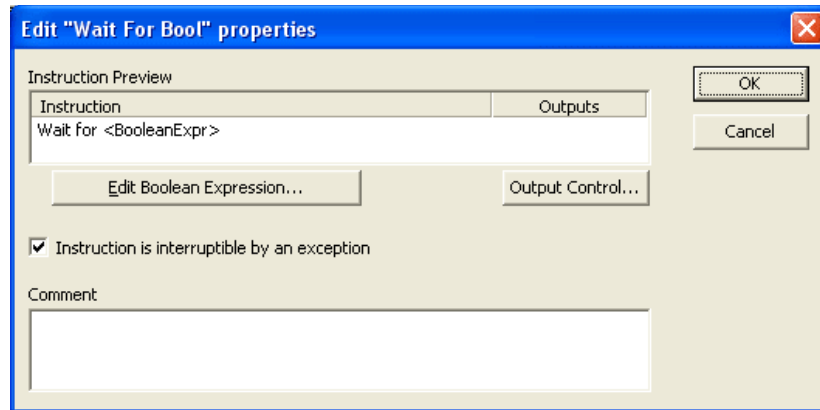 Edit "Wait For Bool" properties
Instruction Preview
OK
Instruction Outputs
Wait for <BooleanExpr>
Cancel
Edit Boolean Expression... Output Control...
Instruction is interruptible by an exception
Comment